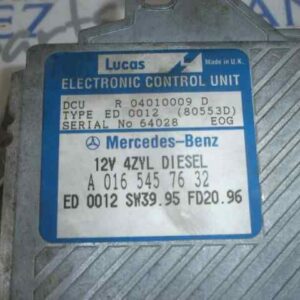 Lucas
Made in U.K.
ELECTRONIC CONTROL UNIT
DCU R 04010009 D
TYPE ED 0012 (80553D)
SERIAL No 64028 EOG
Mercedes-Benz
12V 4ZYL DIESEL
A 016 545 76 32
ED 0012 SW39.95 FD20.96